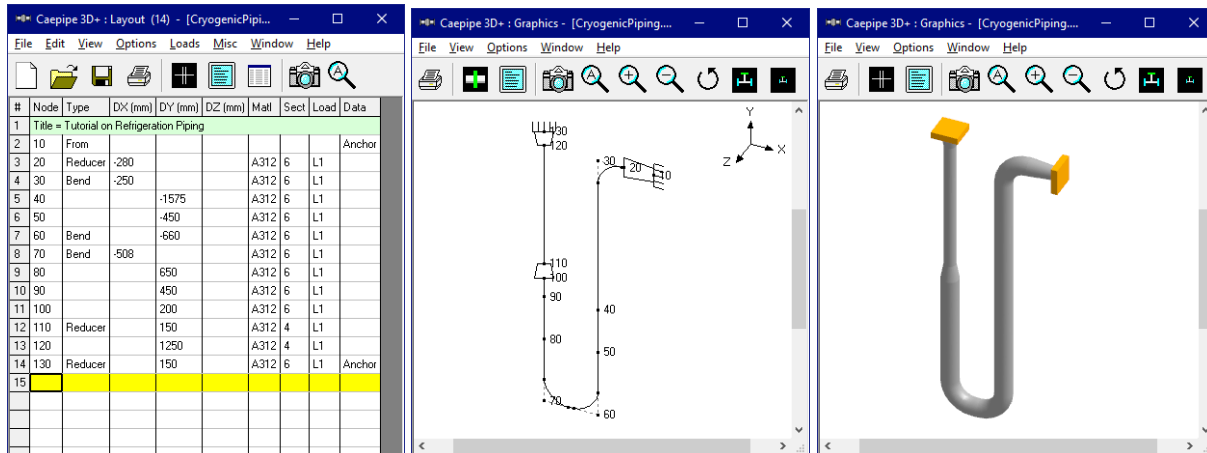 Caepipe 3D+ : Layout (14) - [CryogenicPipi...
File Edit View Options Loads Misc Window Help
# Node Type DX (mm) DY (mm) DZ (mm) Matl Sect Load Data
1 Title = Tutorial on Refrigeration Piping
2 10 From Anchor
3 20 Reducer -280 A312 6 L1
4 30 Bend -250 A312 6 L1
5 40 -1575 A312 6 L1
6 50 -450 A312 6 L1
7 60 Bend -660 A312 6 L1
8 70 Bend -508 A312 6 L1
9 80 650 A312 6 L1
10 90 450 A312 6 L1
11 100 200 A312 6 L1
12 110 Reducer 150 A312 4 L1
13 120 1250 A312 4 L1
14 130 Reducer 150 A312 6 L1 Anchor
15
Caepipe 3D+ : Graphics - [CryogenicPiping....
File View Options Window Help
Y
X
Z
130
120
30
20
10
110
100
90
40
80
50
70
60
Caepipe 3D+ : Graphics - [CryogenicPiping....
File View Options Window Help